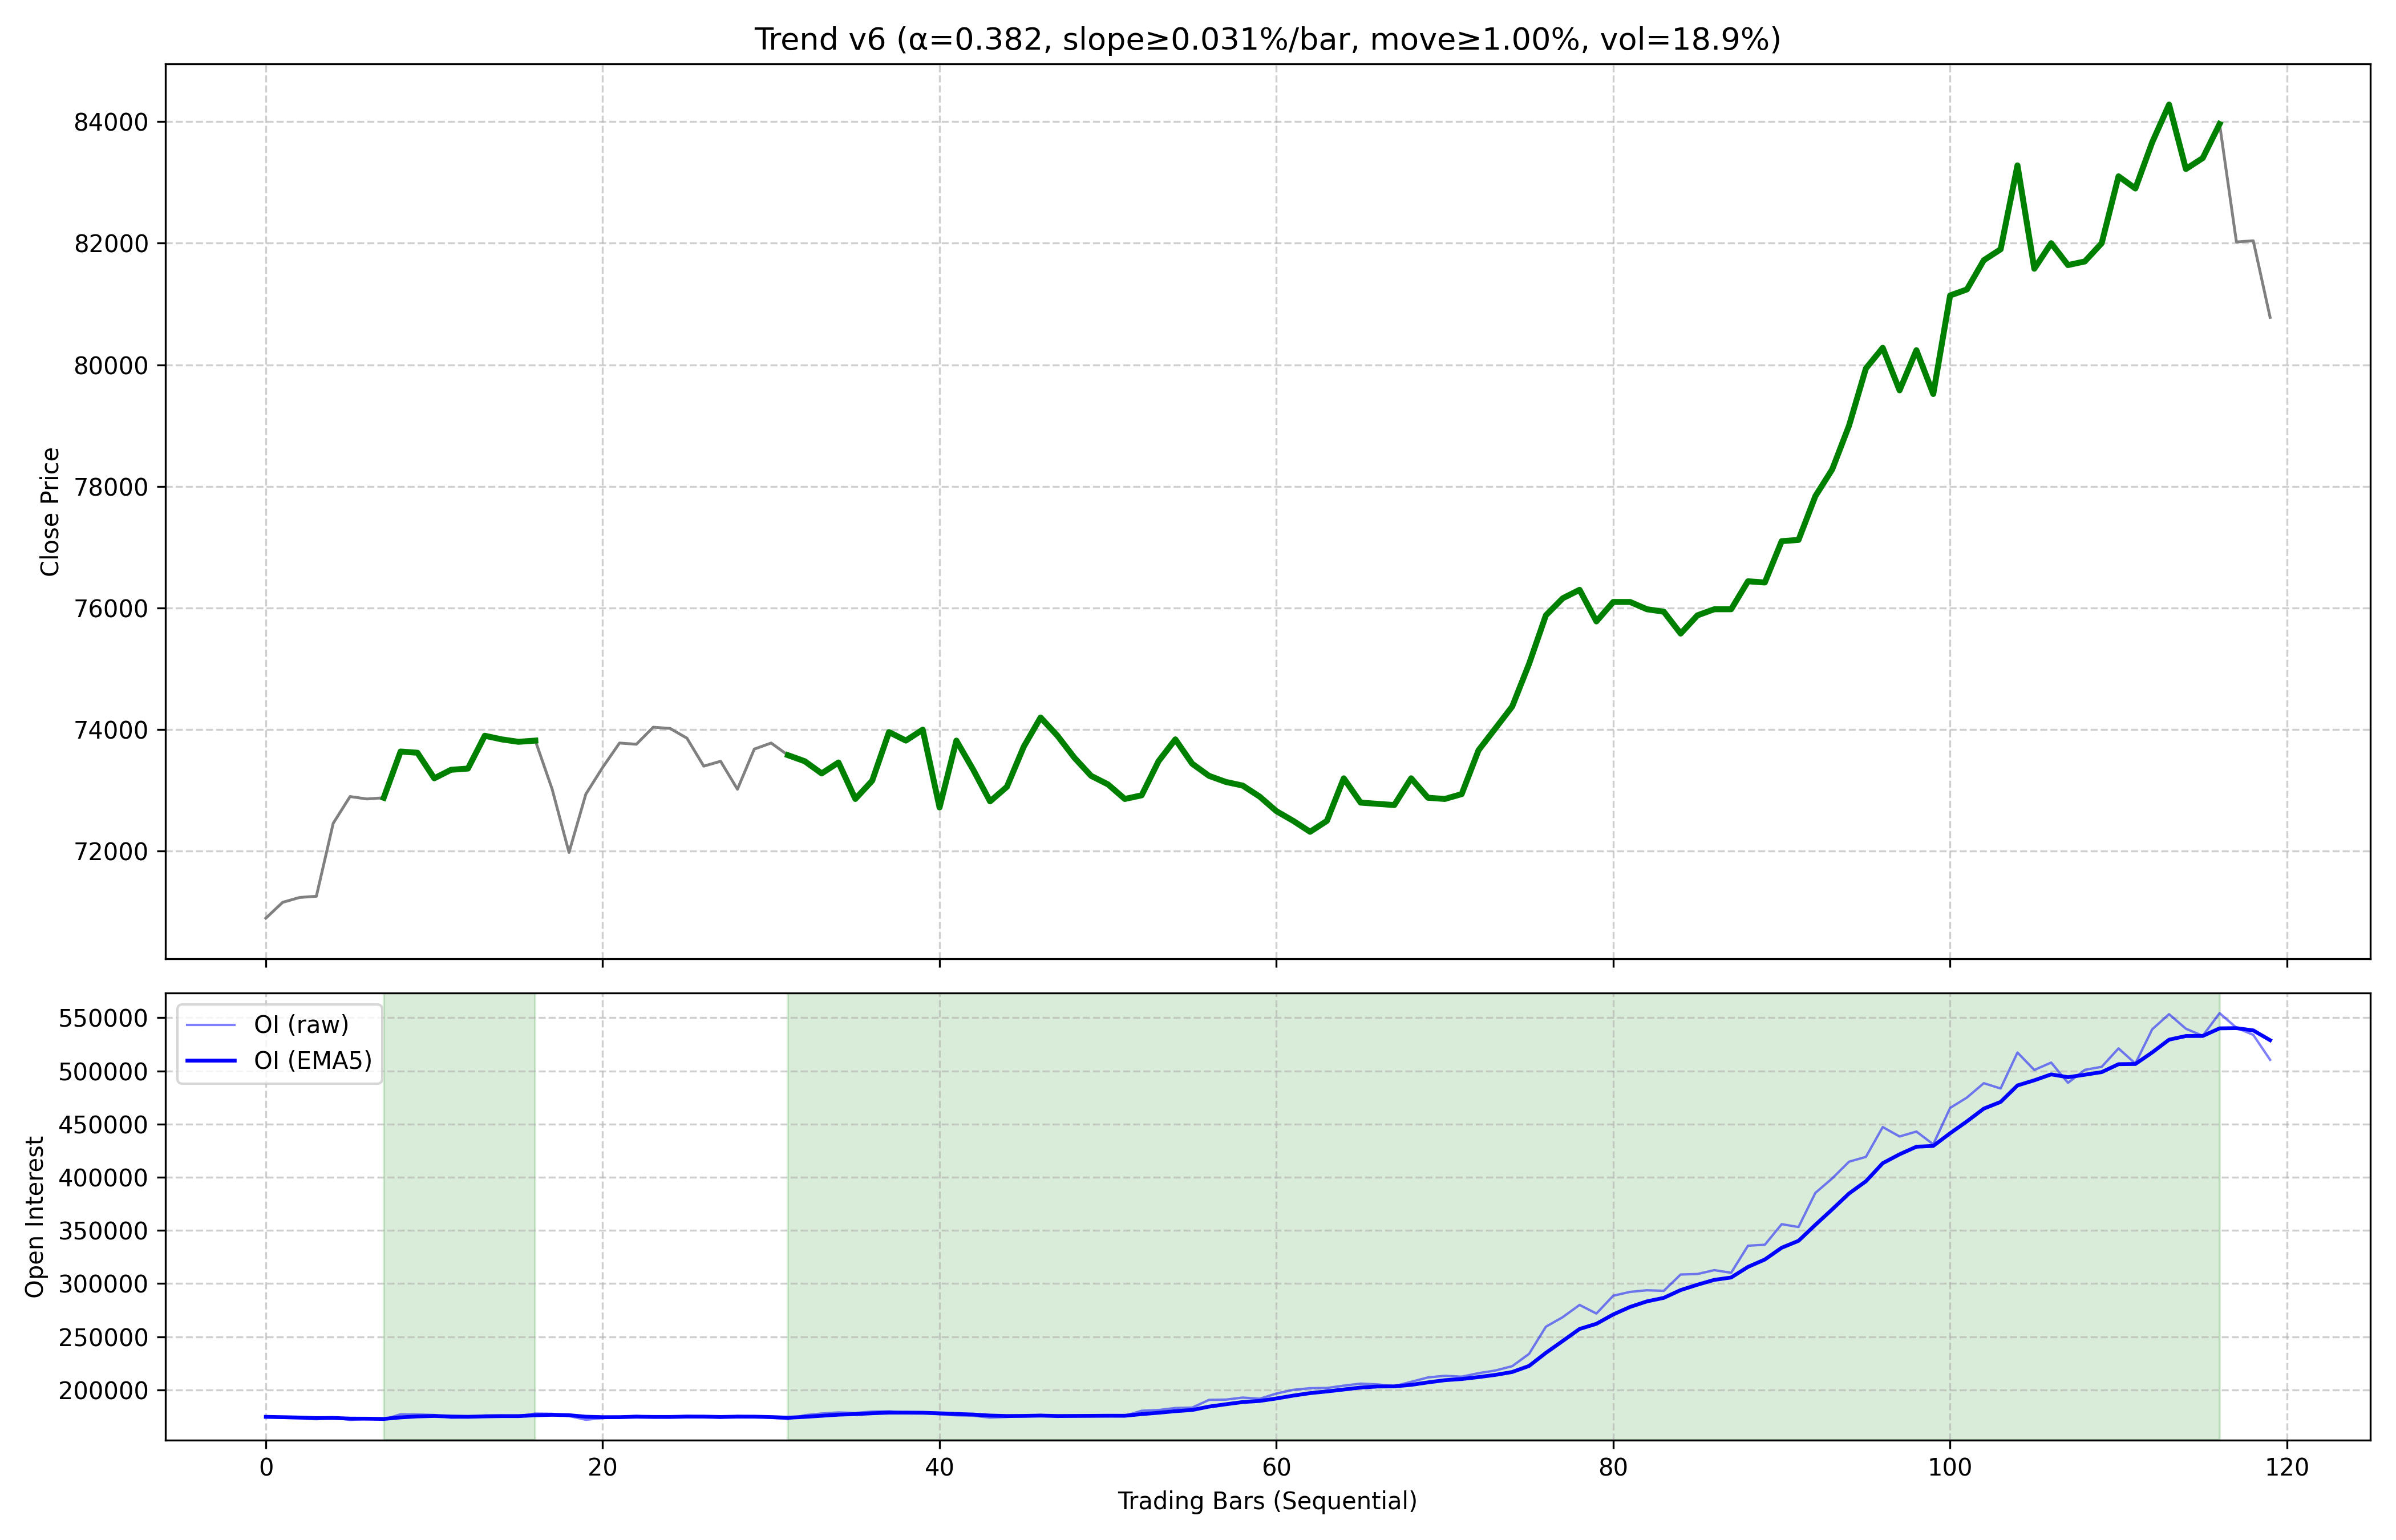 Trend v6 (α=0.382, slope≥0.031%/bar, move≥1.00%, vol=18.9%)
84000
82000
80000
78000
76000
74000
72000
Close Price
550000
500000
450000
400000
350000
300000
250000
200000
Open Interest
OI (raw)
OI (EMA5)
0 20 40 60 80 100 120
Trading Bars (Sequential)